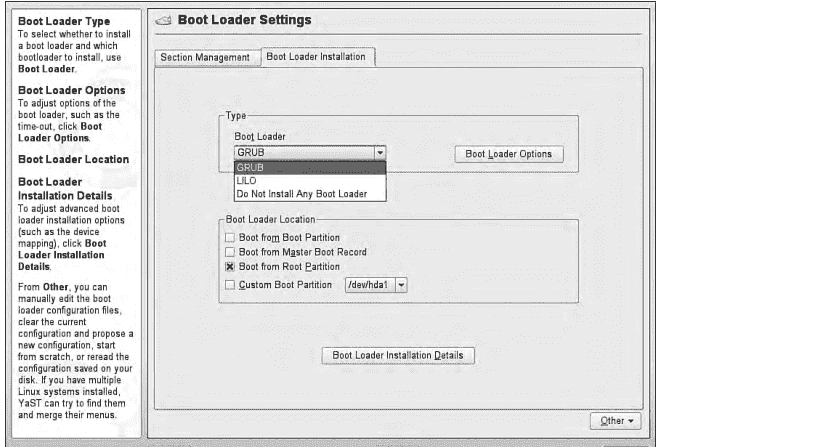 Boot Loader Type
To select whether to install
a boot loader and which
bootloader to install, use
Boot Loader.
Boot Loader Options
To adjust options of the
boot loader, such as the
time-out, click Boot
Loader Options.
Boot Loader Location
Boot Loader
Installation Details
To adjust advanced boot
loader installation options
(such as the device
mapping), click Boot
Loader Installation
Details.
From Other, you can
manually edit the boot
loader configuration files,
clear the current
configuration and propose a
new configuration, start
from scratch, or reread the
configuration saved on your
disk. If you have multiple
Linux systems installed,
YaST can try to find them
and merge their menus.
Boot Loader Settings
Section Management
Boot Loader Installation
Type
Boot Loader
GRUB
GRUB
LILO
Do Not Install Any Boot Loader
Boot Loader Options
Boot Loader Location
Boot from Boot Partition
Boot from Master Boot Record
Boot from Root Partition
Custom Boot Partition
/dev/hda1
Boot Loader Installation Details
Other